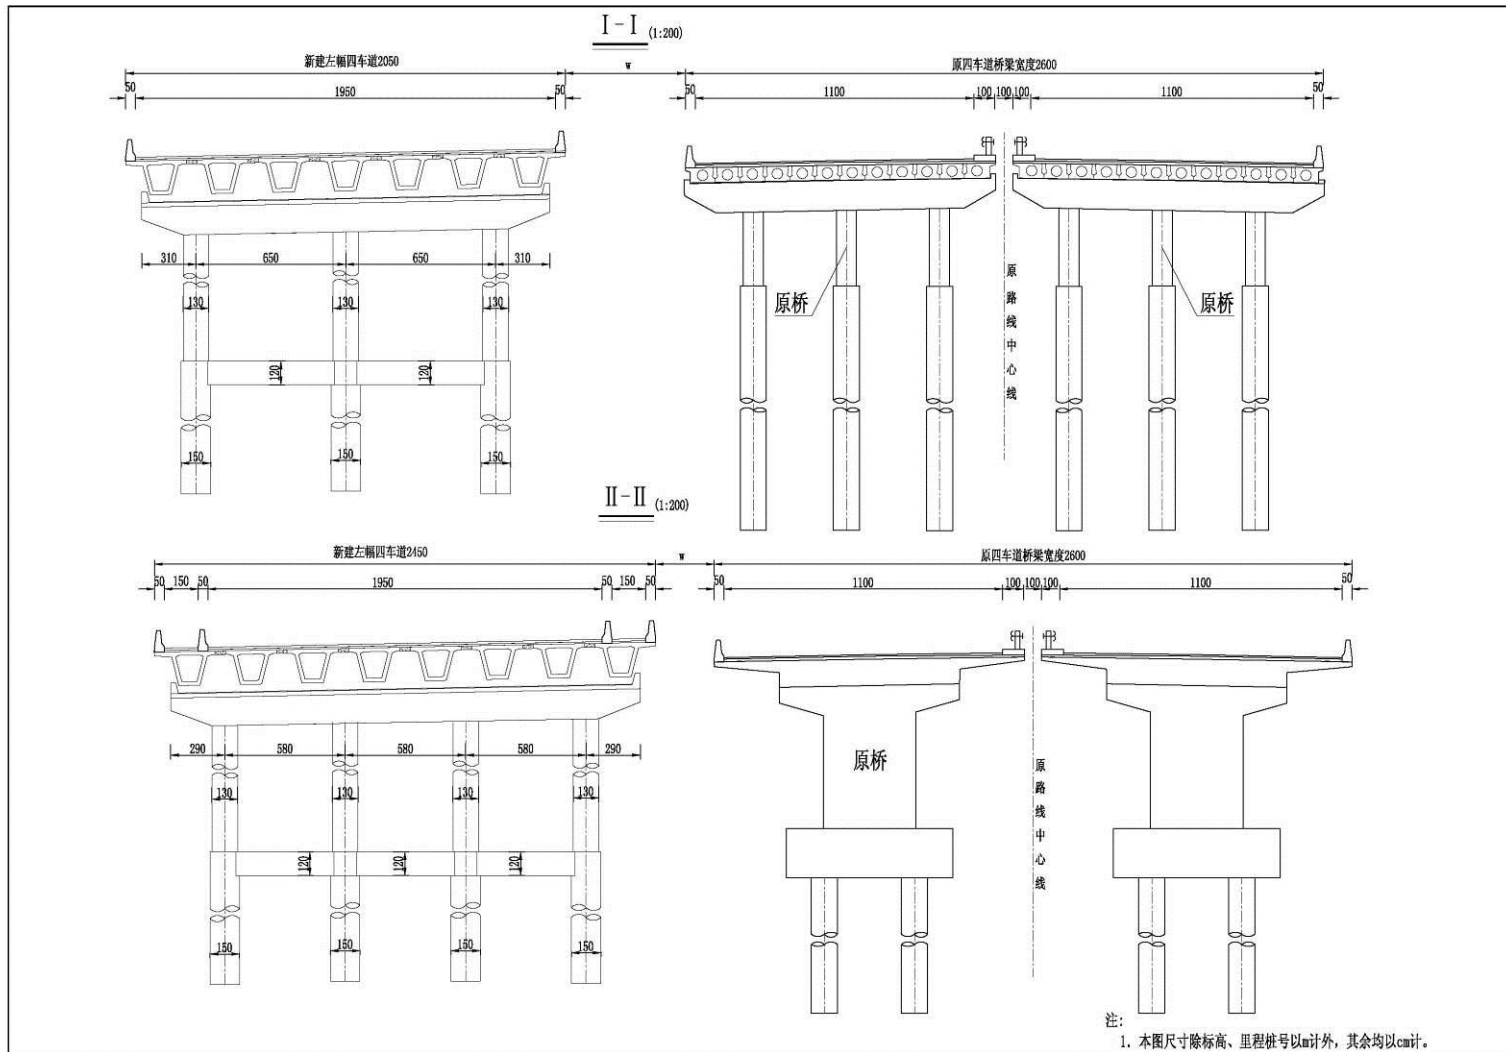 Ⅰ-Ⅰ (1:200)
新建左幅四车道2050
w
原四车道桥梁宽度2600
50 1950 50
50 1100 100 100 100 1100 50
310 650 650 310
原桥
原桥
原路线中心线
130 130 130
120 120
150 150 150
Ⅱ-Ⅱ (1:200)
新建左幅四车道2450
w
原四车道桥梁宽度2600
50 150 50 1950 50 150 50
50 1100 100 100 100 1100 50
290 580 580 580 290
原桥
原路线中心线
130 130 130 130
120 120 120
150 150 150 150
注:
1. 本图尺寸除标高、里程桩号以m计外，其余均以cm计。